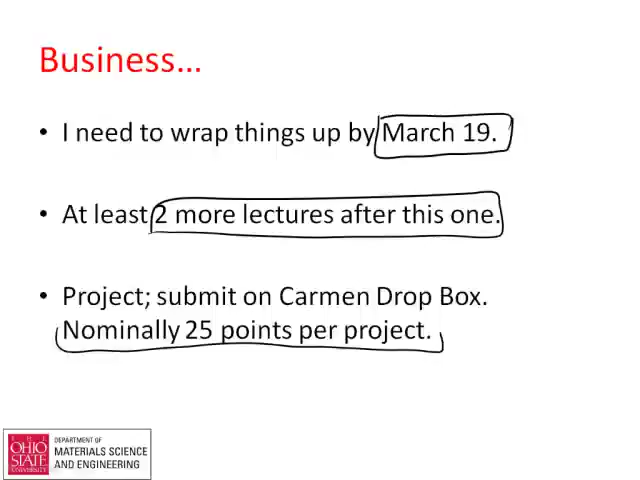 Business...
• I need to wrap things up by March 19.
• At least 2 more lectures after this one.
• Project; submit on Carmen Drop Box.
Nominally 25 points per project.
T · H · E
OHIO
STATE
UNIVERSITY
DEPARTMENT OF
MATERIALS SCIENCE
AND ENGINEERING